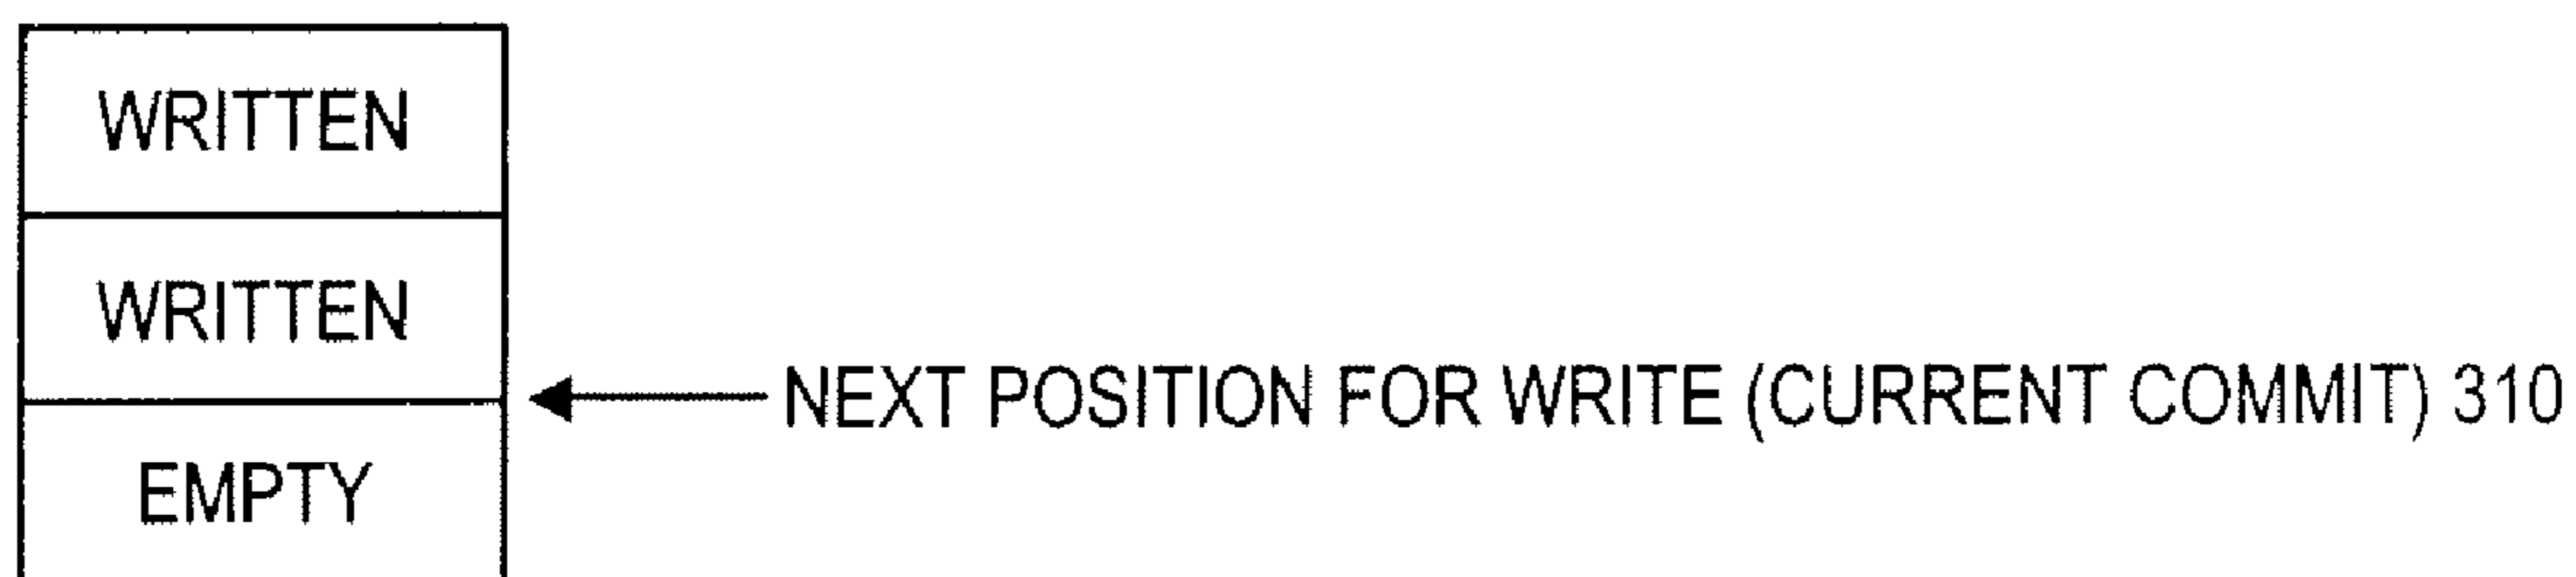 WRITTEN
WRITTEN
NEXT POSITION FOR WRITE (CURRENT COMMIT) 310
EMPTY